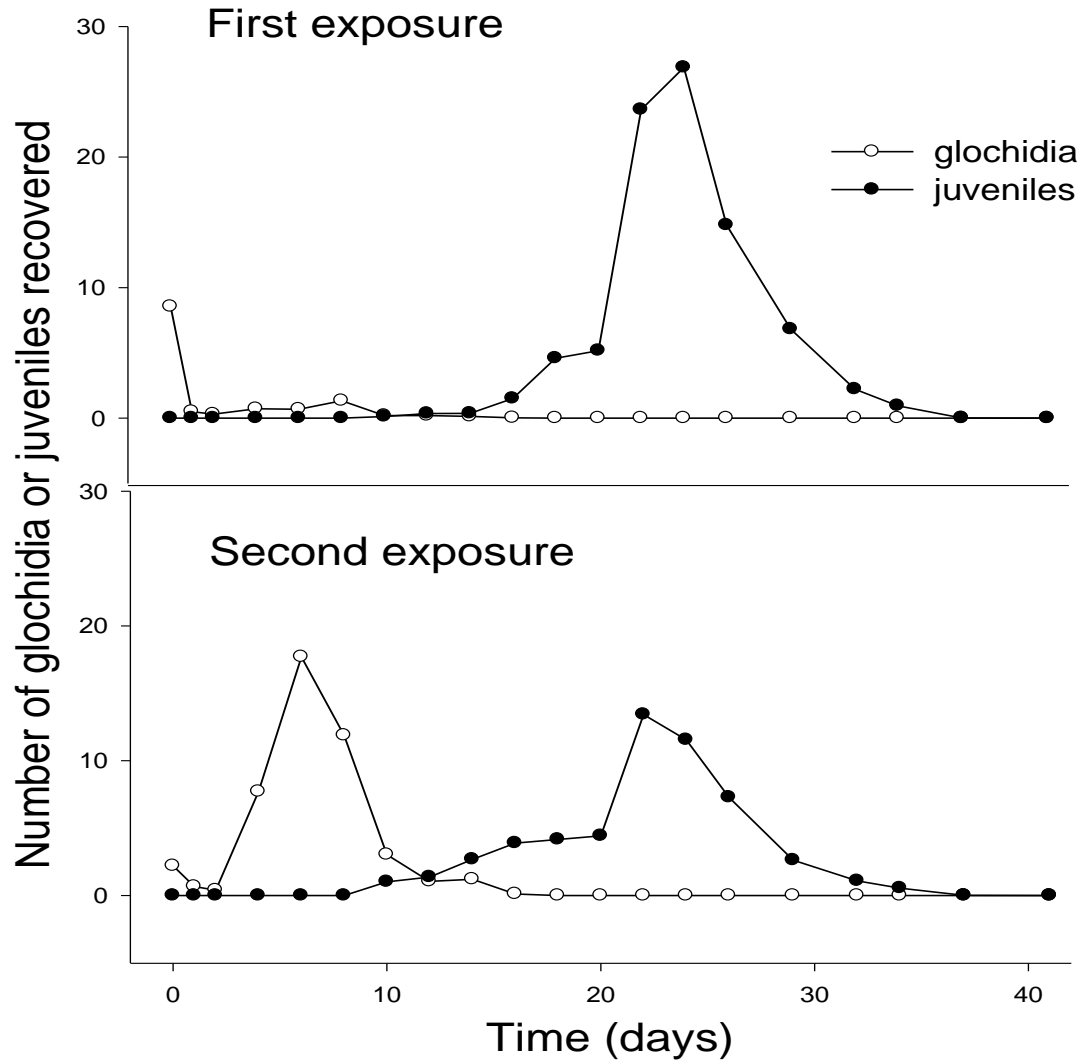 Number of glochidia or juveniles recovered
First exposure
30
20
10
0
glochidia
juveniles
Second exposure
30
20
10
0
0 10 20 30 40
Time (days)